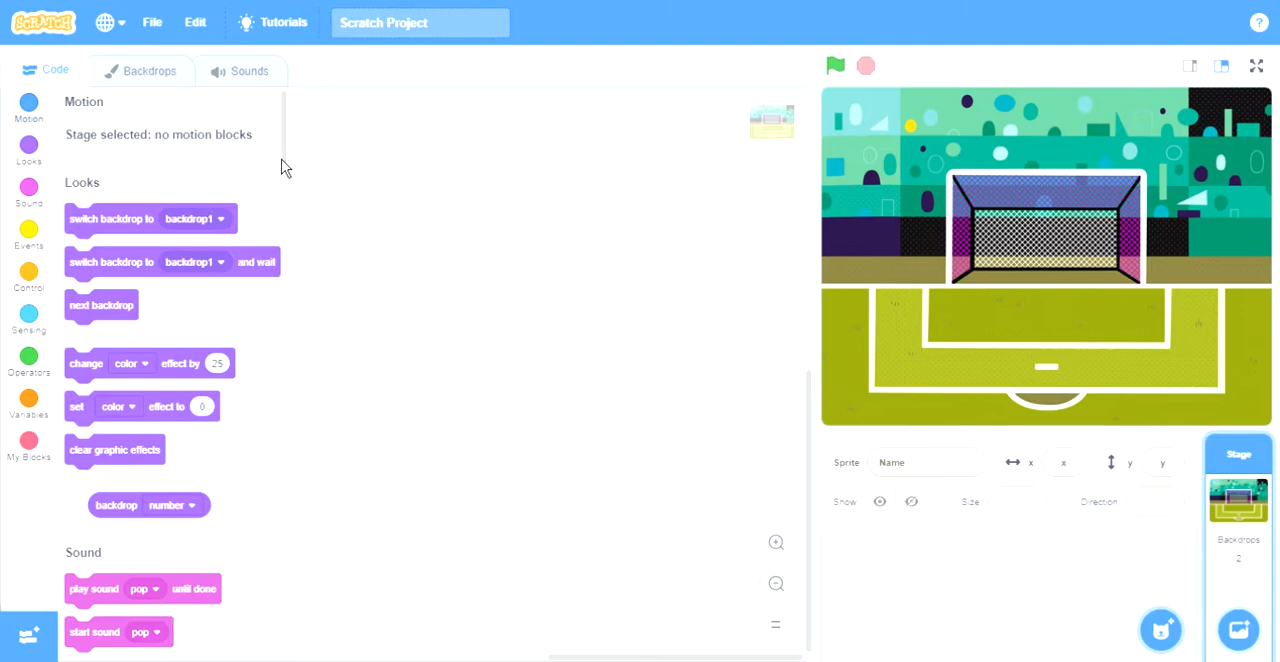 SCRATCH File Edit Tutorials Scratch Project ?
Code Backdrops Sounds
Motion
Looks
Sound
Events
Control
Sensing
Operators
Variables
My Blocks
Motion
Stage selected: no motion blocks
Looks
switch backdrop to backdrop1
switch backdrop to backdrop1 and wait
next backdrop
change color effect by 25
set color effect to 0
clear graphic effects
backdrop number
Sound
play sound pop until done
start sound pop
Sprite Name x x y y
Show Size Direction
Stage
Backdrops
2